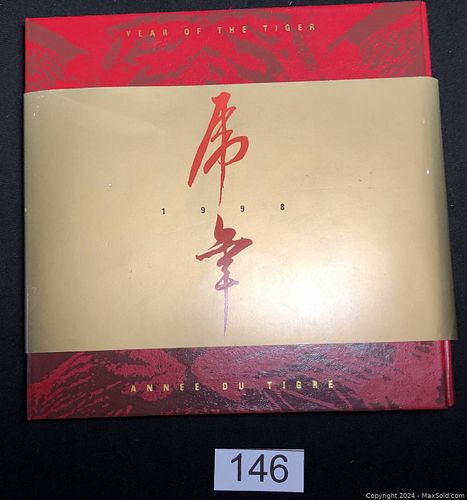 YEAR OF THE TIGER
虎
1998
年
ANNÉE DU TIGRE
146
Copyright © 2024 - MaxSold.com